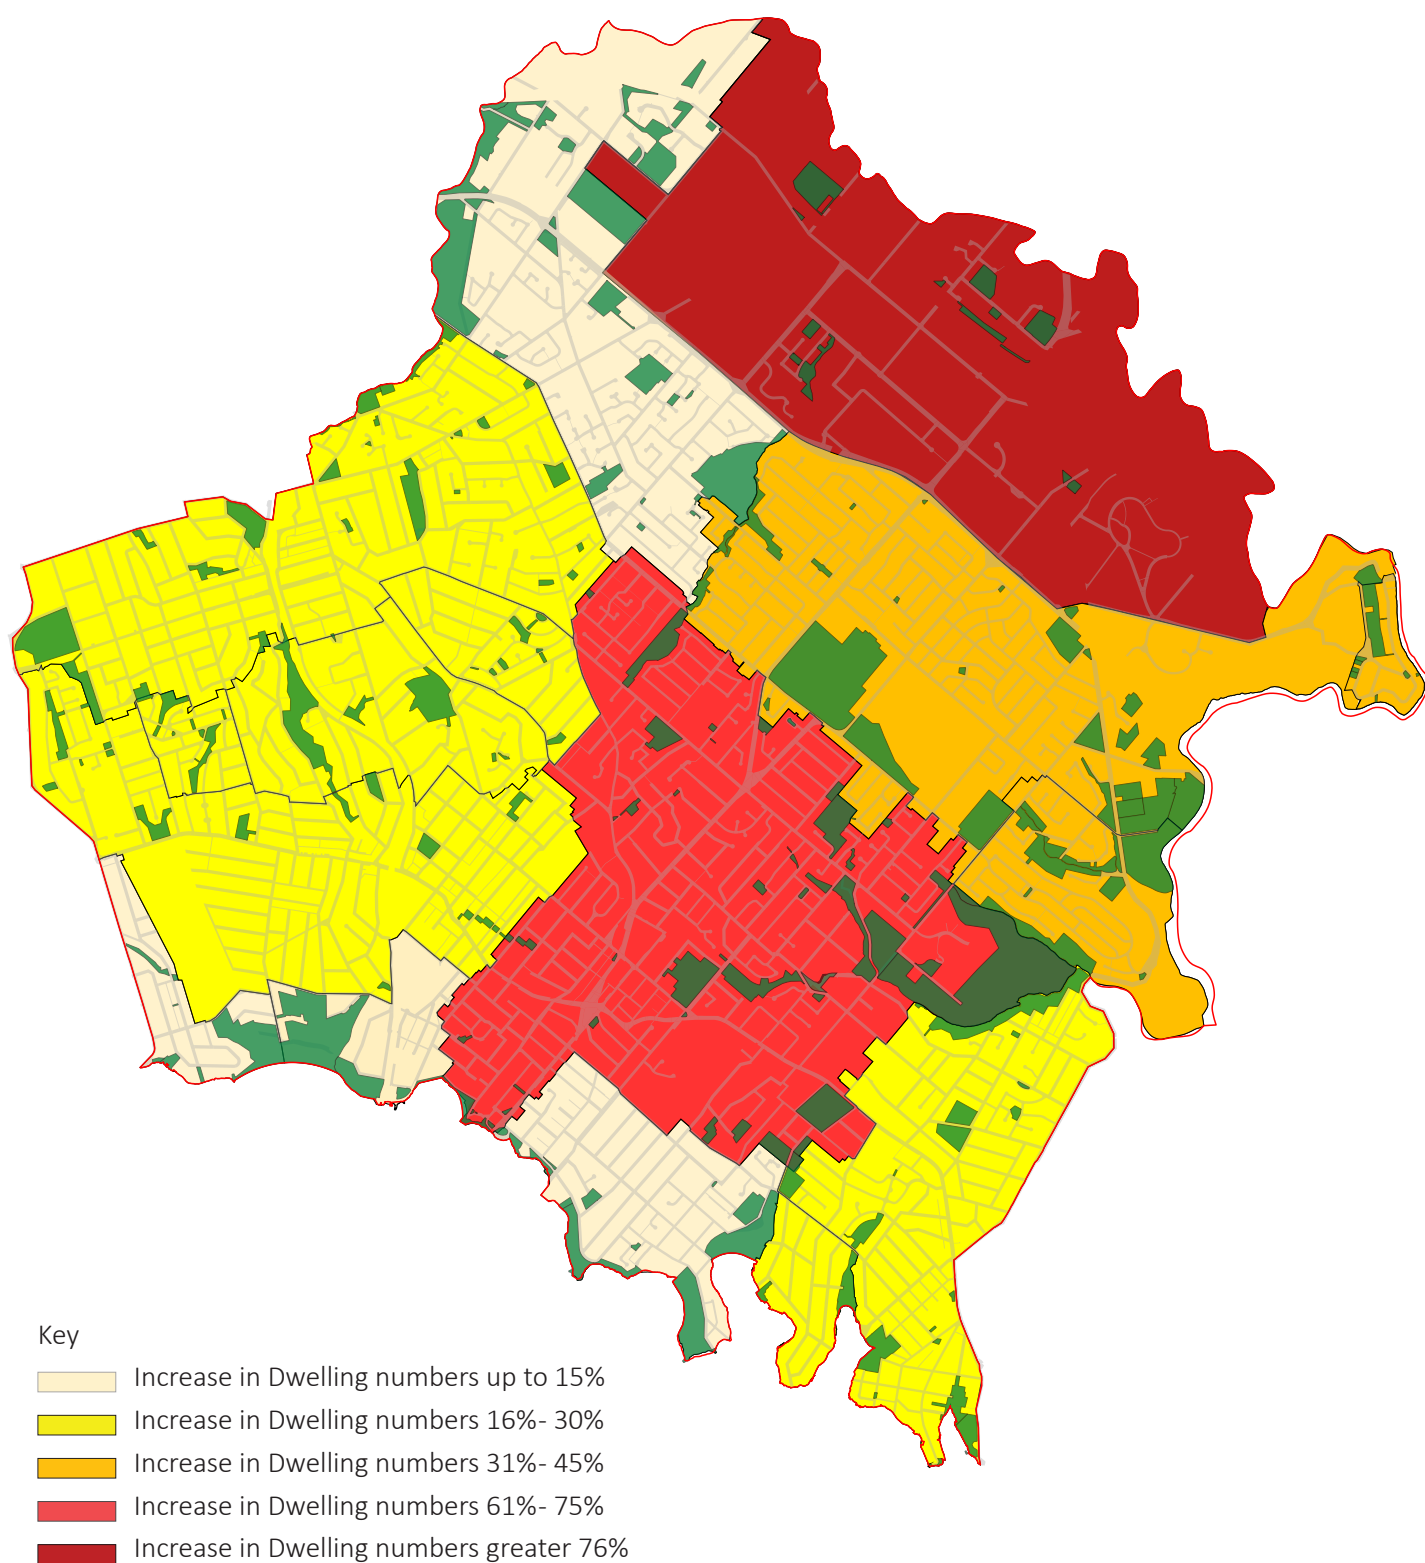 Key
Increase in Dwelling numbers up to 15%
Increase in Dwelling numbers 16%- 30%
Increase in Dwelling numbers 31%- 45%
Increase in Dwelling numbers 61%- 75%
Increase in Dwelling numbers greater 76%